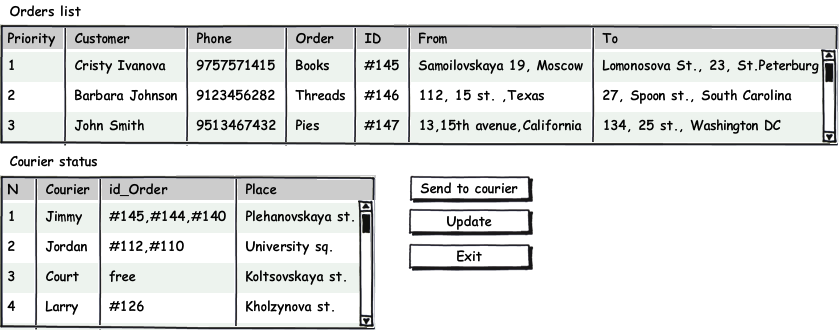 Orders list
Priority Customer Phone Order ID From To
1 Cristy Ivanova 9757571415 Books #145 Samoilovskaya 19, Moscow Lomonosova St., 23, St.Peterburg
2 Barbara Johnson 9123456282 Threads #146 112, 15 st. ,Texas 27, Spoon st., South Carolina
3 John Smith 9513467432 Pies #147 13,15th avenue,California 134, 25 st., Washington DC
Courier status
N Courier id_Order Place
1 Jimmy #145,#144,#140 Plehanovskaya st.
2 Jordan #112,#110 University sq.
3 Court free Koltsovskaya st.
4 Larry #126 Kholzynova st.
Send to courier
Update
Exit